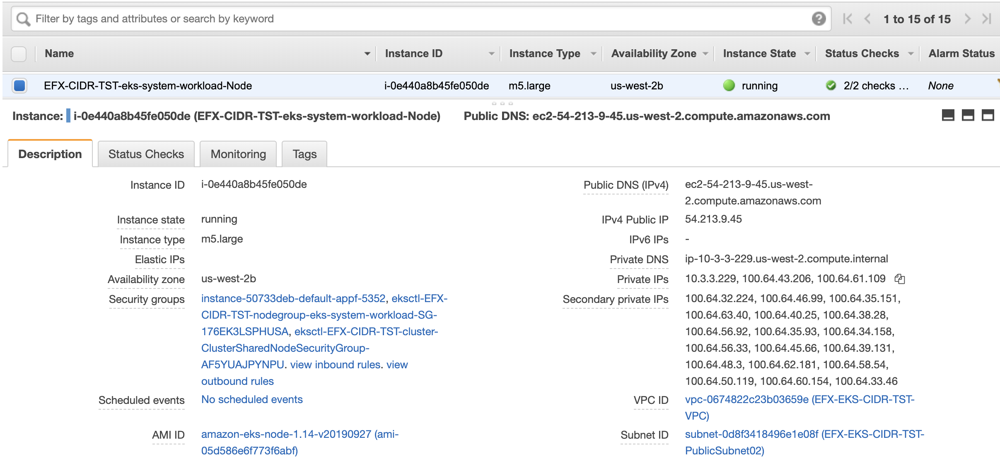 Filter by tags and attributes or search by keyword
1 to 15 of 15
Name Instance ID Instance Type Availability Zone Instance State Status Checks Alarm Status
EFX-CIDR-TST-eks-system-workload-Node i-0e440a8b45fe050de m5.large us-west-2b running 2/2 checks … None
Instance: i-0e440a8b45fe050de (EFX-CIDR-TST-eks-system-workload-Node) Public DNS: ec2-54-213-9-45.us-west-2.compute.amazonaws.com
Description Status Checks Monitoring Tags
Instance ID i-0e440a8b45fe050de
Instance state running
Instance type m5.large
Elastic IPs
Availability zone us-west-2b
Security groups instance-50733deb-default-appf-5352, eksctl-EFX-
CIDR-TST-nodegroup-eks-system-workload-SG-
176EK3LSPHUSA, eksctl-EFX-CIDR-TST-cluster-
ClusterSharedNodeSecurityGroup-
AF5YUAJPYNPU. view inbound rules. view
outbound rules
Scheduled events No scheduled events
AMI ID amazon-eks-node-1.14-v20190927 (ami-
05d586e6f773f6abf)
Public DNS (IPv4) ec2-54-213-9-45.us-west-
2.compute.amazonaws.com
IPv4 Public IP 54.213.9.45
IPv6 IPs -
Private DNS ip-10-3-3-229.us-west-2.compute.internal
Private IPs 10.3.3.229, 100.64.43.206, 100.64.61.109
Secondary private IPs 100.64.32.224, 100.64.46.99, 100.64.35.151,
100.64.63.40, 100.64.40.25, 100.64.38.28,
100.64.56.92, 100.64.35.93, 100.64.34.158,
100.64.56.33, 100.64.45.66, 100.64.39.131,
100.64.48.3, 100.64.62.181, 100.64.58.54,
100.64.50.119, 100.64.60.154, 100.64.33.46
VPC ID vpc-0674822c23b03659e (EFX-EKS-CIDR-TST-
VPC)
Subnet ID subnet-0d8f3418496e1e08f (EFX-EKS-CIDR-TST-
PublicSubnet02)